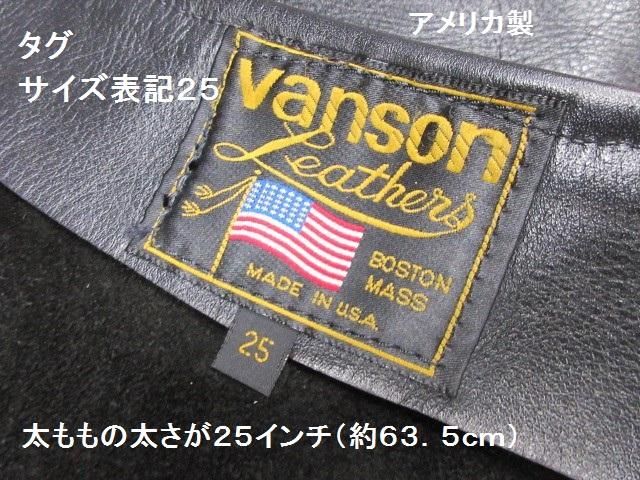 アメリカ製
タグ
サイズ表記25
vanson
Leathers
BOSTON
MASS
MADE IN U.S.A.
25
太ももの太さが25インチ(約63.5cm)